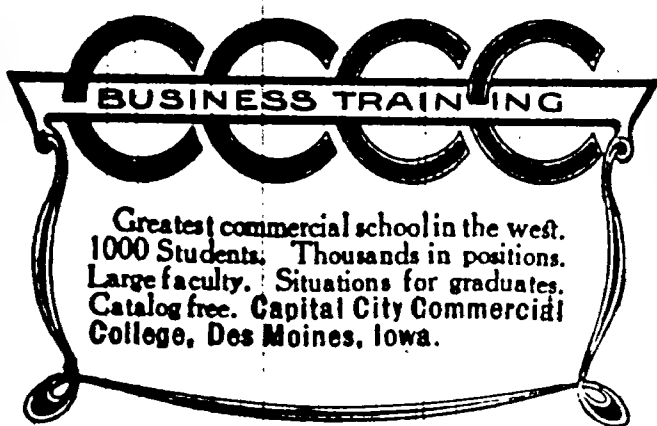 CCCC
BUSINESS TRAINING
Greatest commercial school in the west.
1000 Students. Thousands in positions.
Large faculty. Situations for graduates.
Catalog free. Capital City Commercial
College, Des Moines, Iowa.